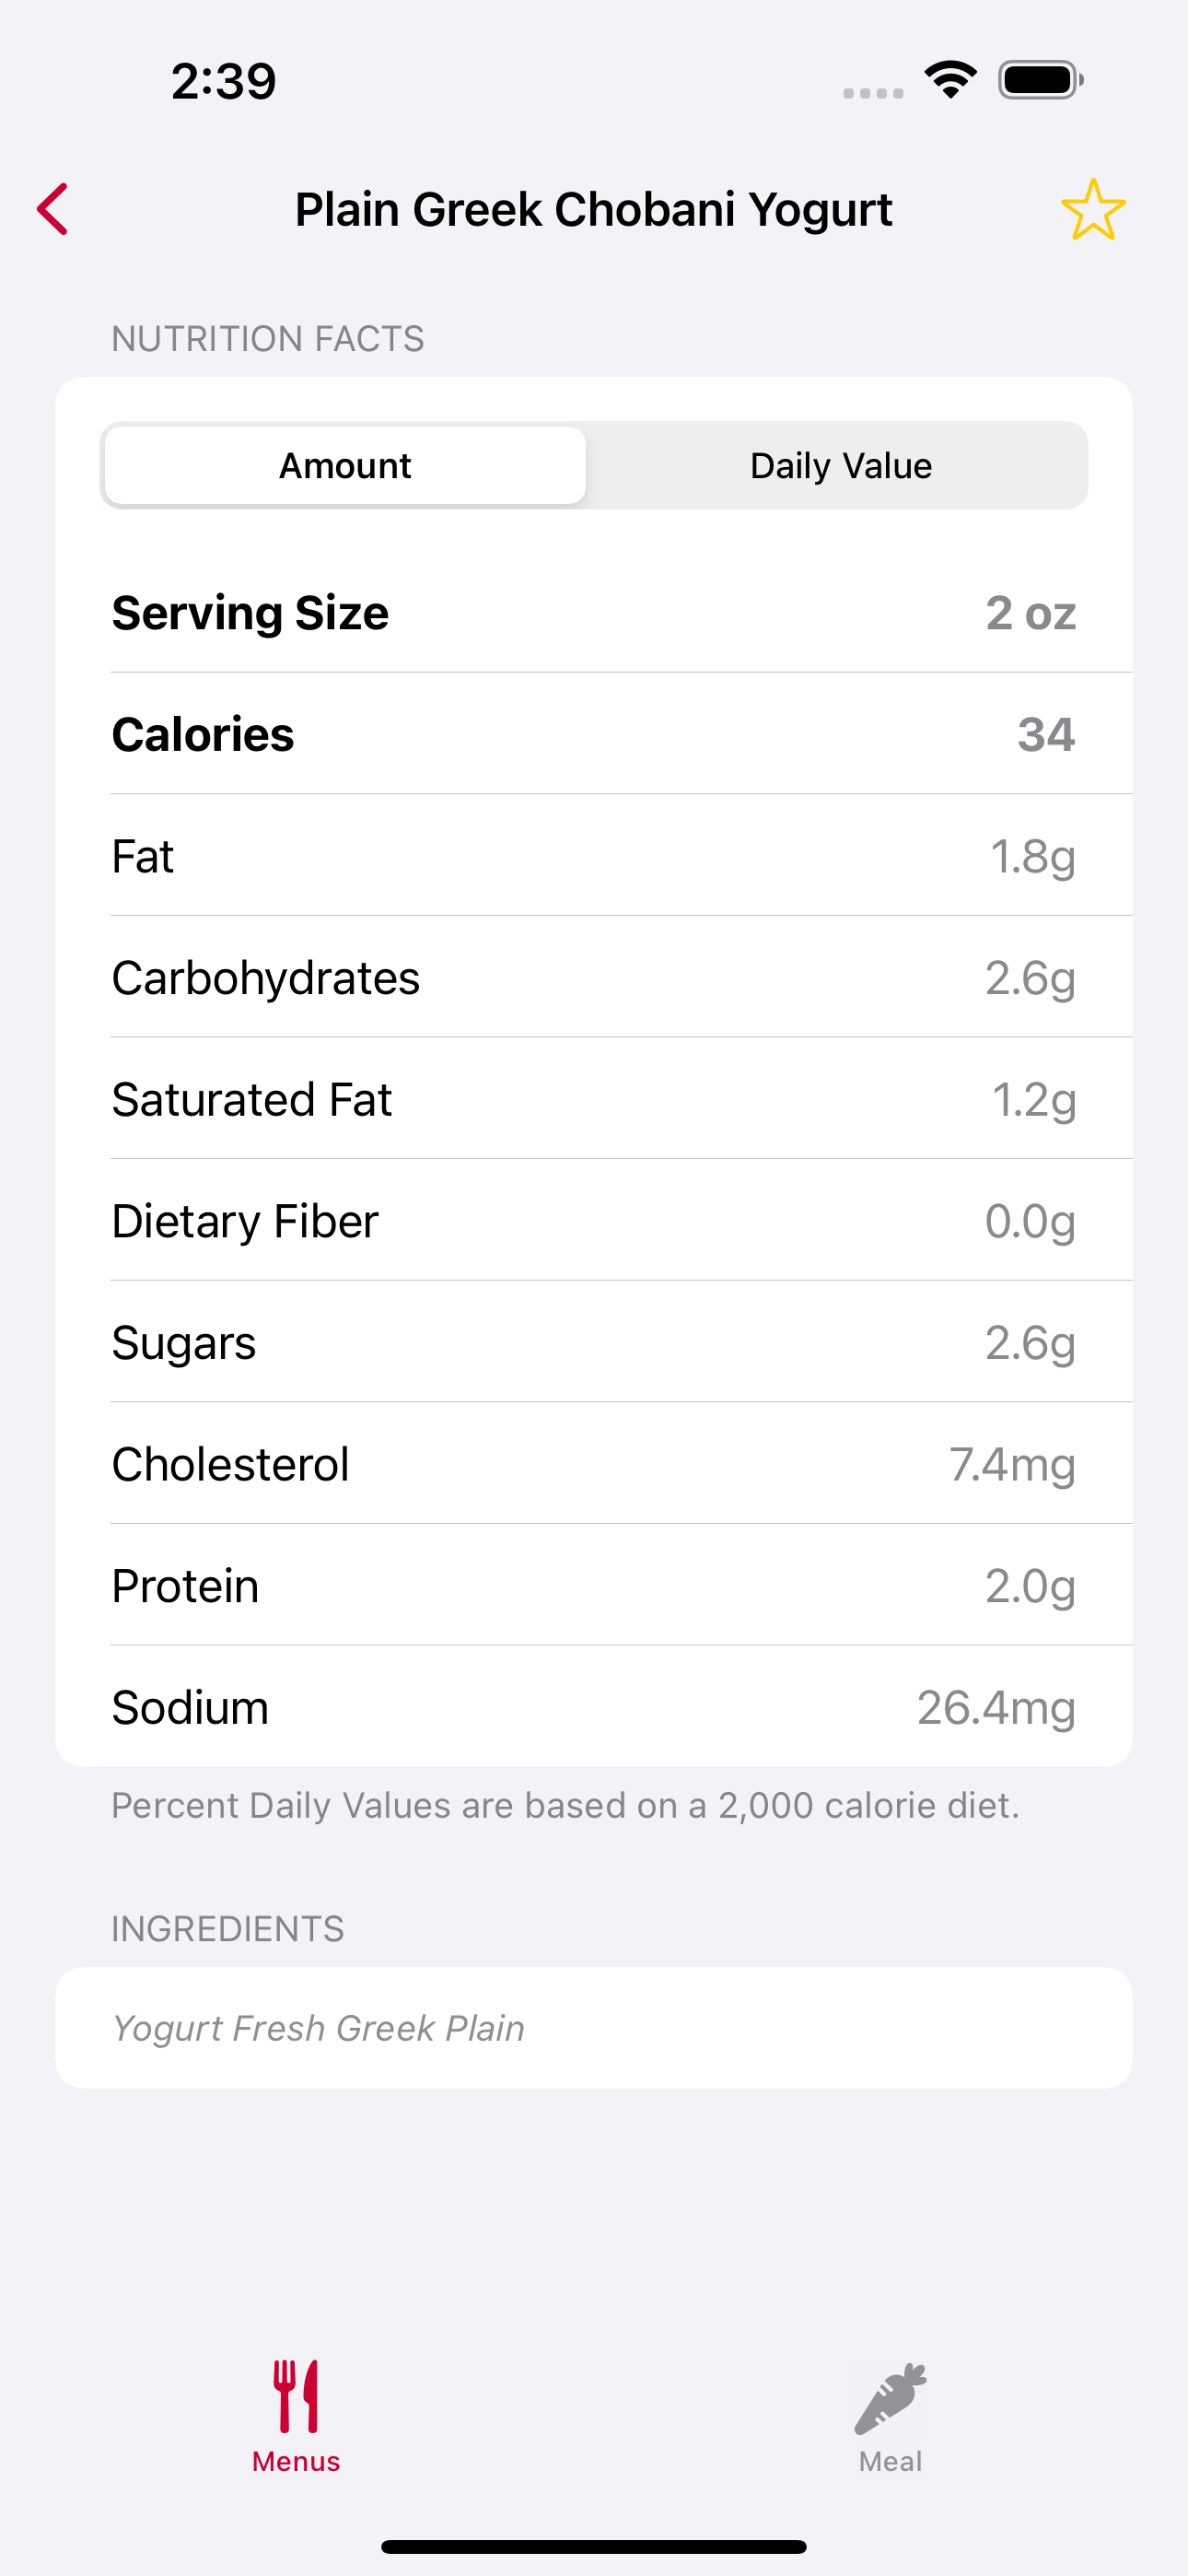 2:39
Plain Greek Chobani Yogurt
NUTRITION FACTS
Amount Daily Value
Serving Size 2 oz
Calories 34
Fat 1.8g
Carbohydrates 2.6g
Saturated Fat 1.2g
Dietary Fiber 0.0g
Sugars 2.6g
Cholesterol 7.4mg
Protein 2.0g
Sodium 26.4mg
Percent Daily Values are based on a 2,000 calorie diet.
INGREDIENTS
Yogurt Fresh Greek Plain
Menus Meal